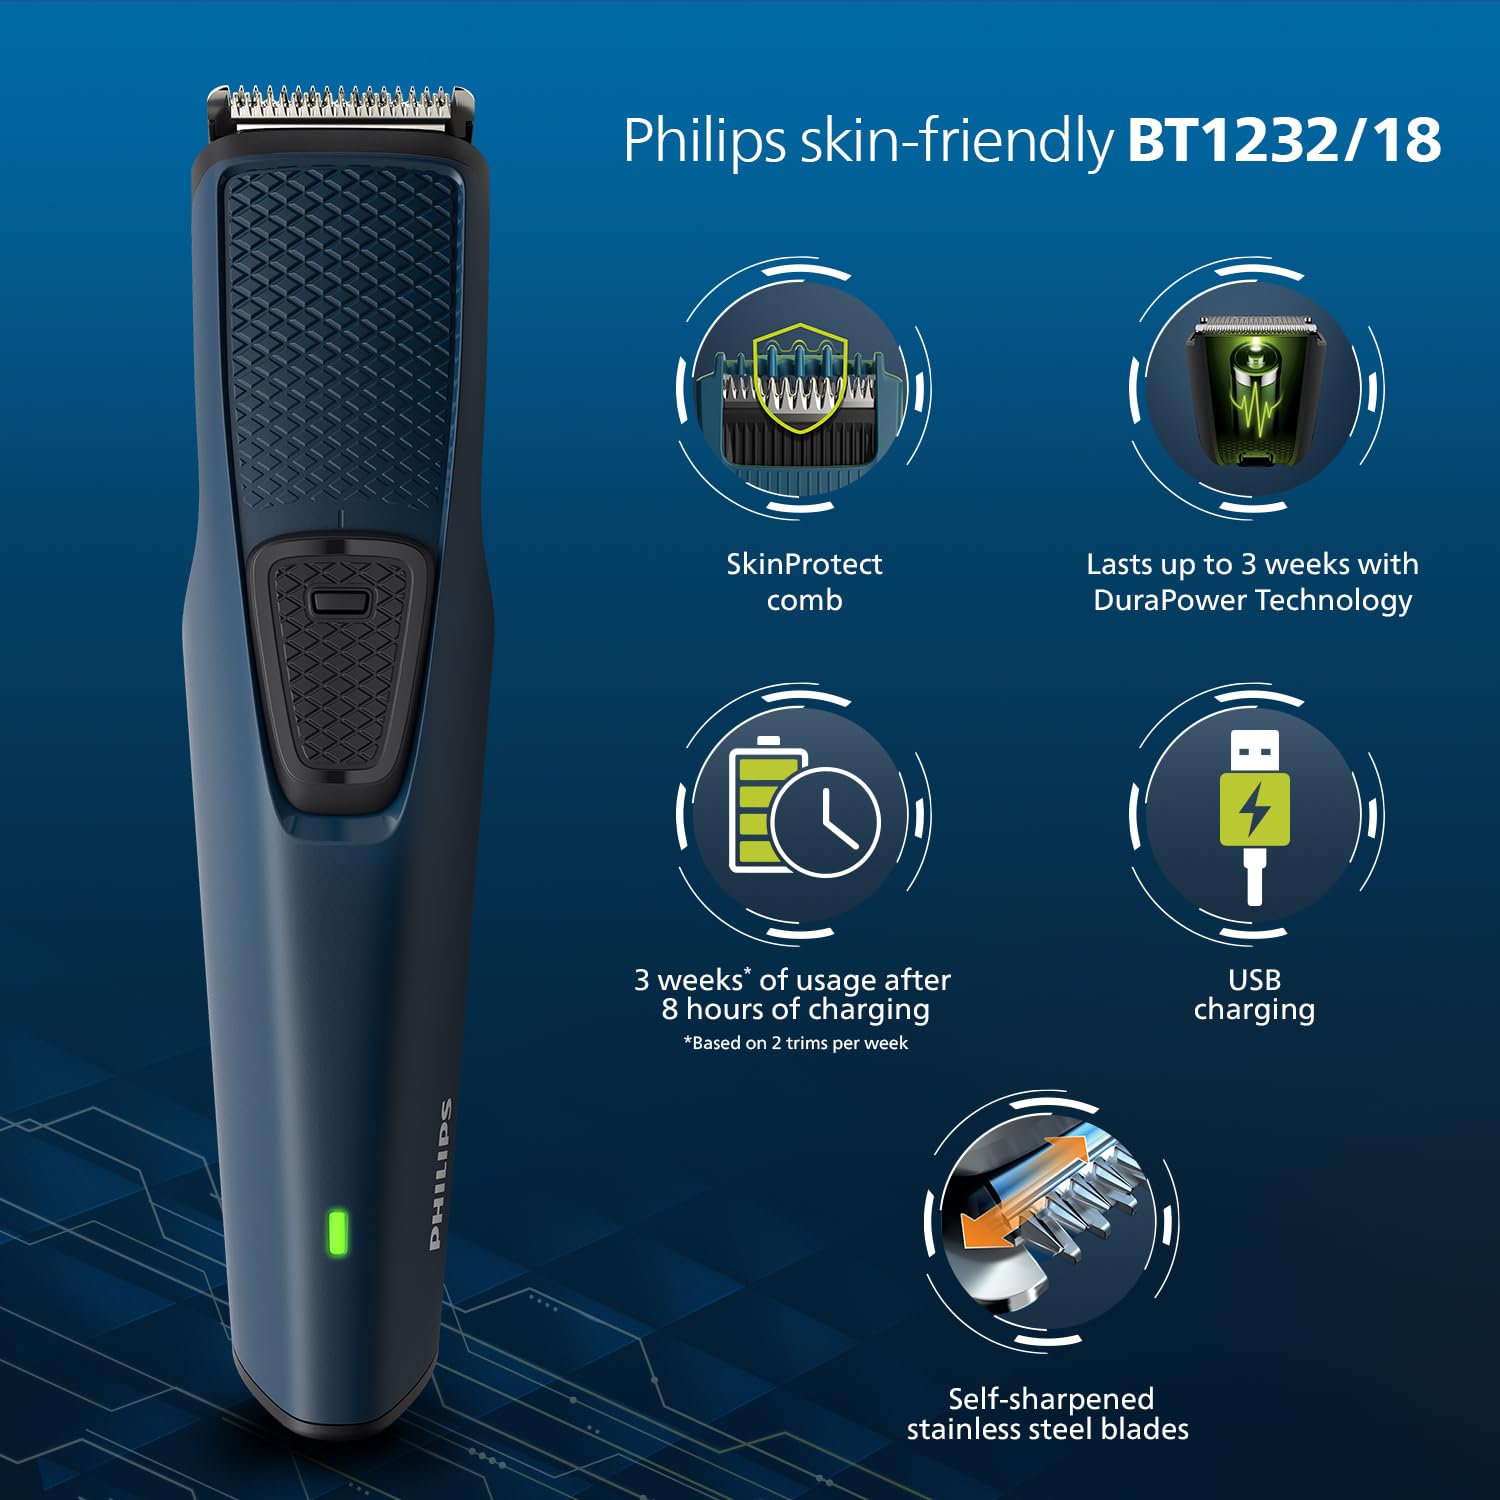 Philips skin-friendly BT1232/18
SkinProtect
comb
Lasts up to 3 weeks with
DuraPower Technology
3 weeks* of usage after
8 hours of charging
*Based on 2 trims per week
USB
charging
PHILIPS
Self-sharpened
stainless steel blades